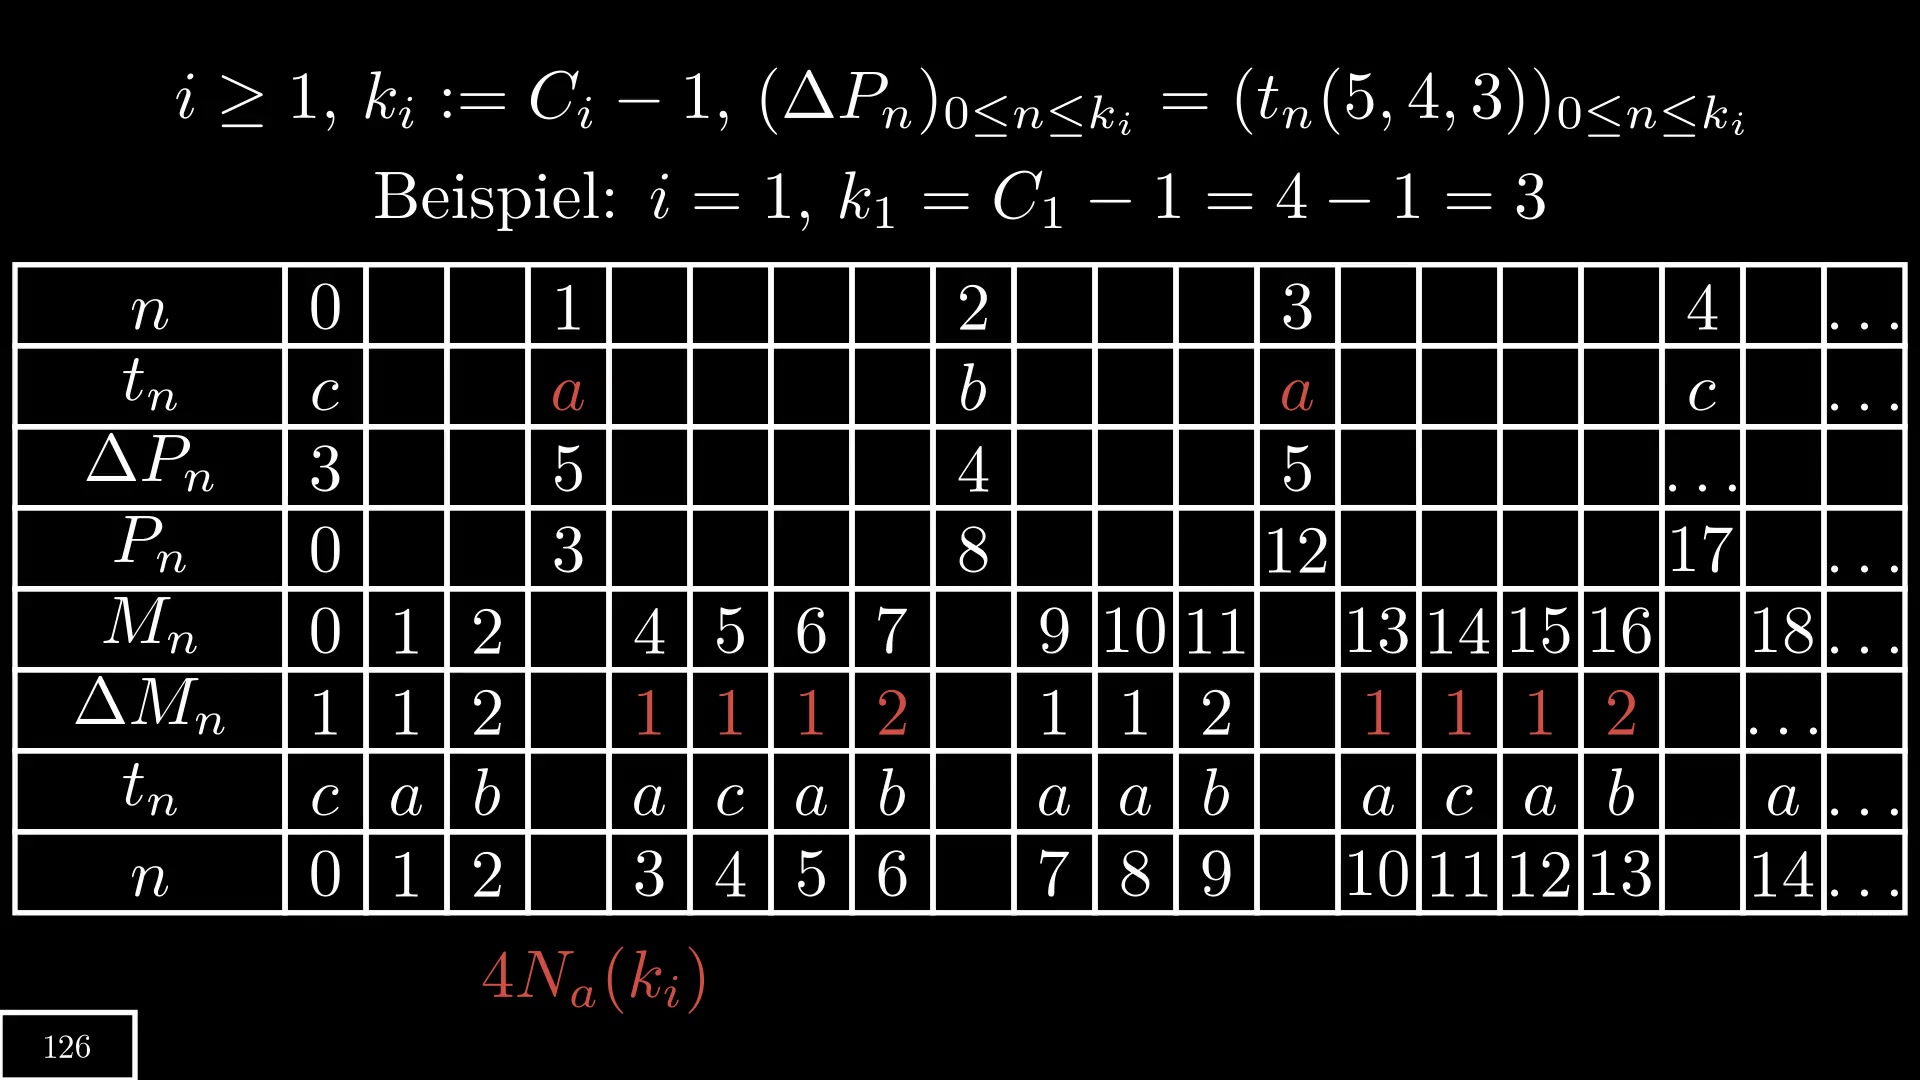 i ≥ 1, kᵢ := Cᵢ − 1, (ΔPₙ)₀≤ₙ≤ₖᵢ = (tₙ(5, 4, 3))₀≤ₙ≤ₖᵢ
Beispiel: i = 1, k₁ = C₁ − 1 = 4 − 1 = 3
n 0 1 2 3 4 ...
tₙ c a b a c ...
ΔPₙ 3 5 4 5 ...
Pₙ 0 3 8 12 17 ...
Mₙ 0 1 2 4 5 6 7 9 10 11 13 14 15 16 18 ...
ΔMₙ 1 1 2 1 1 1 2 1 1 2 1 1 1 2 ...
tₙ c a b a c a b a a b a c a b a ...
n 0 1 2 3 4 5 6 7 8 9 10 11 12 13 14 ...
4Nₐ(kᵢ)
126